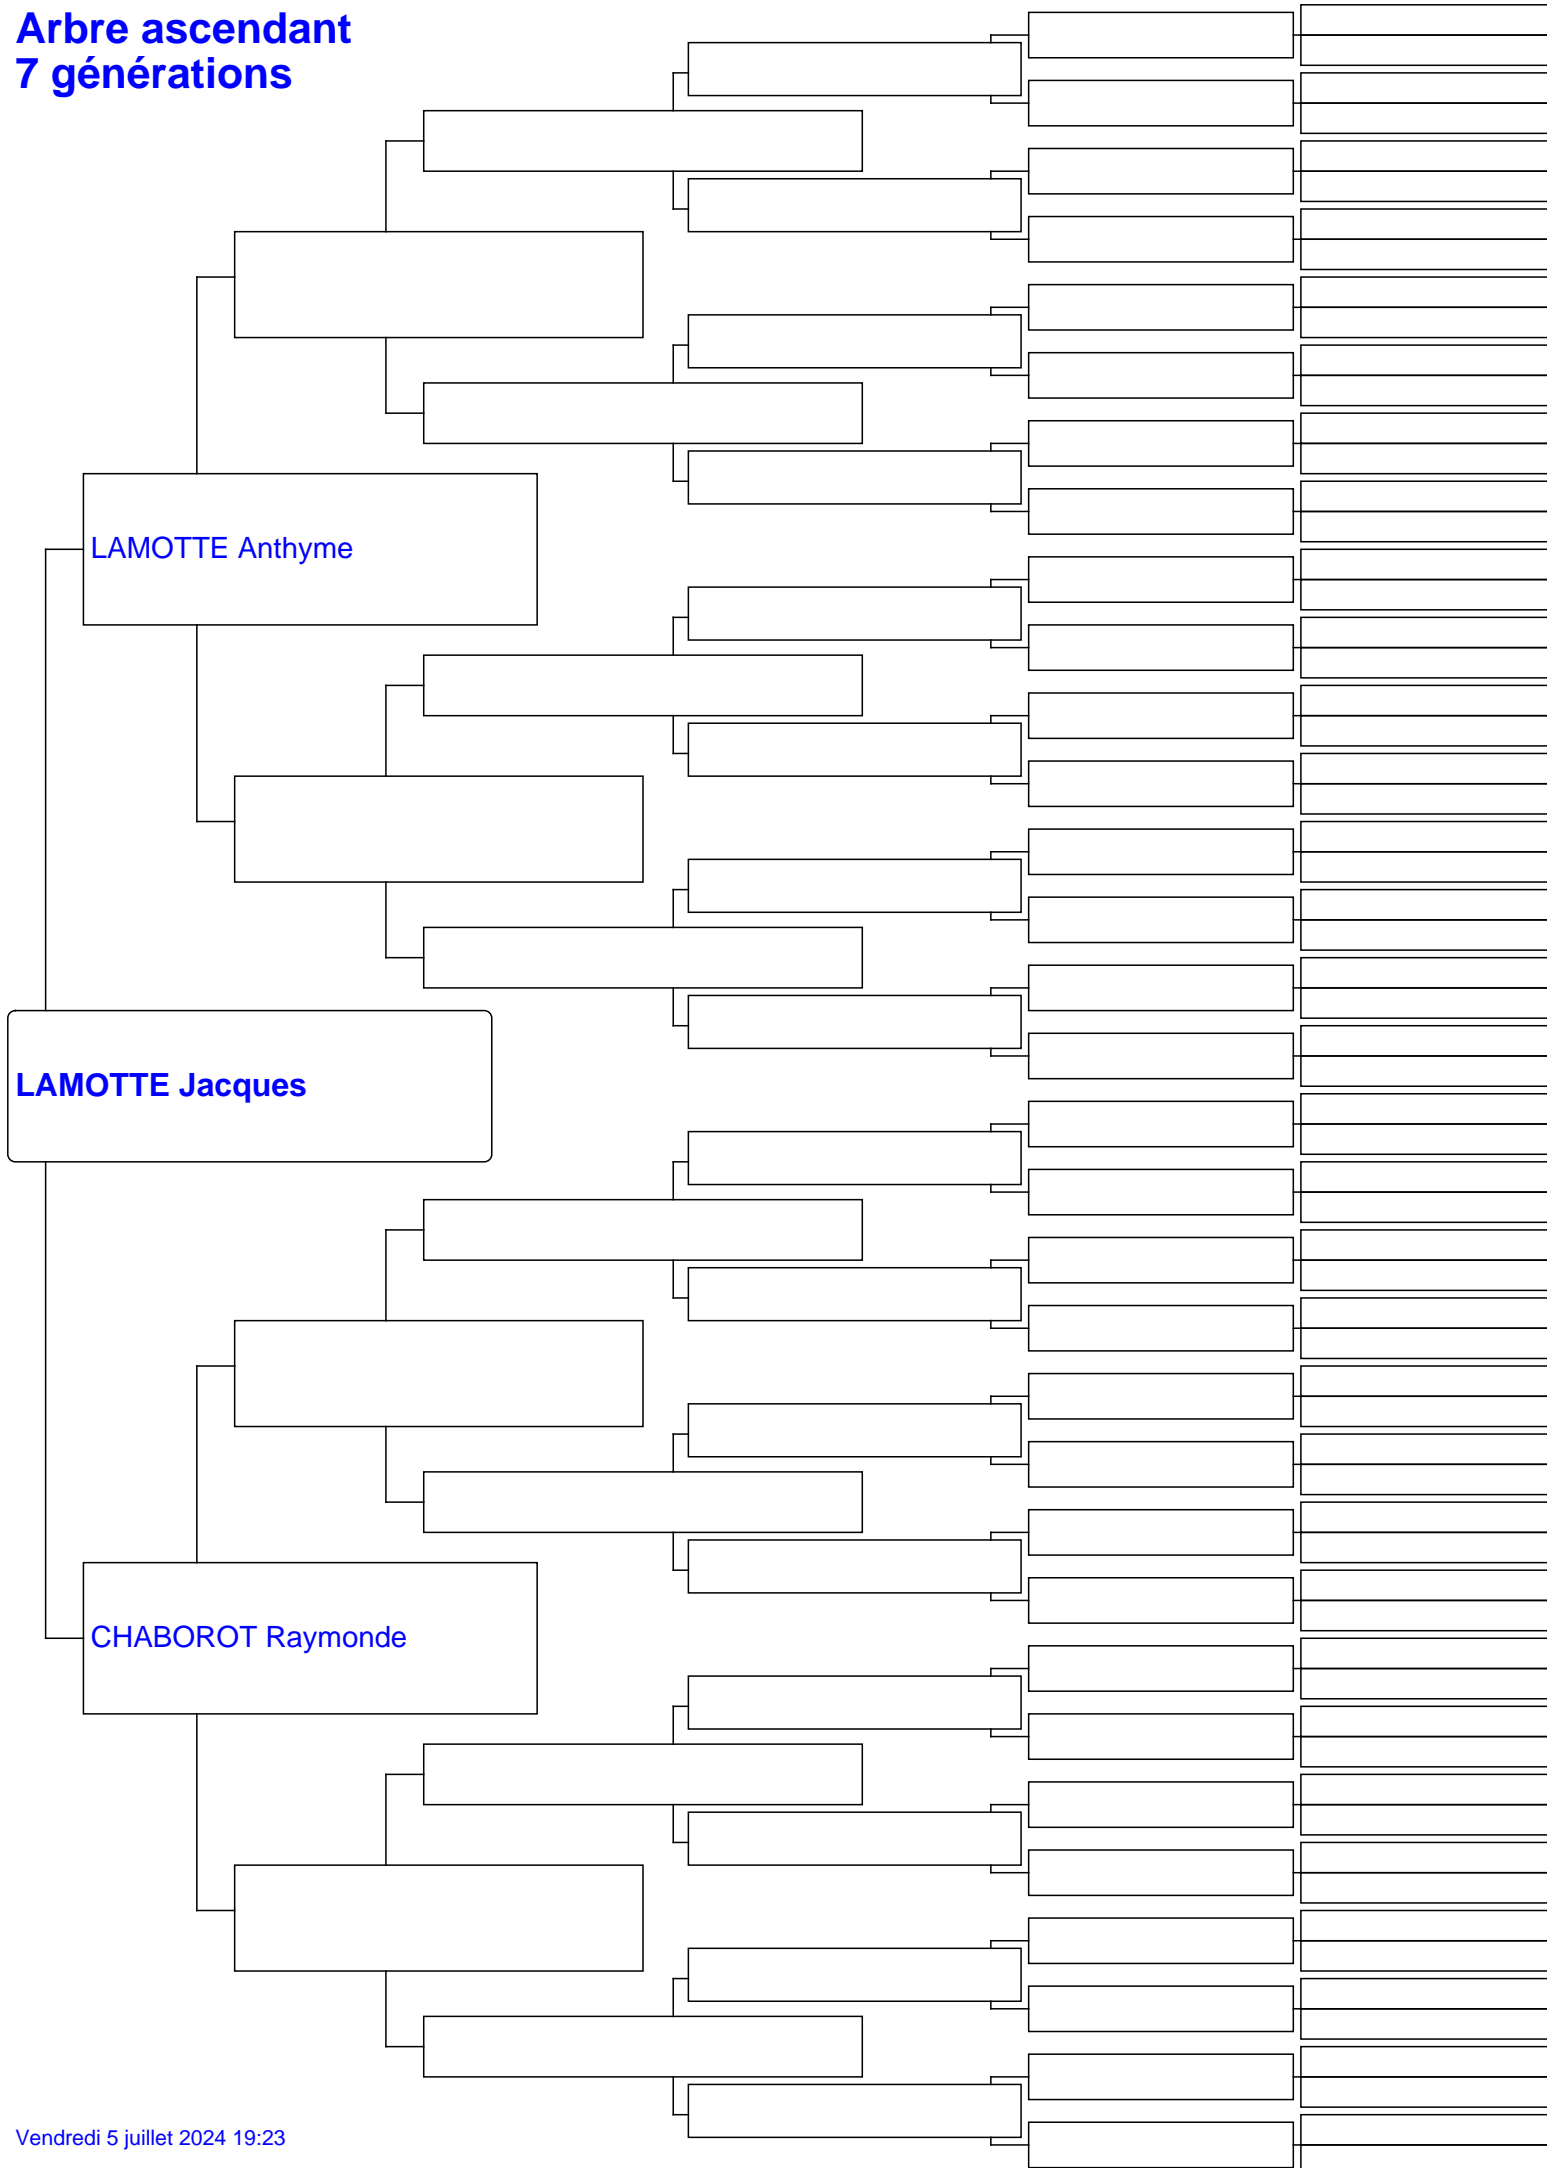 Arbre ascendant
7 générations
LAMOTTE Anthyme
LAMOTTE Jacques
CHABOROT Raymonde
Vendredi 5 juillet 2024 19:23